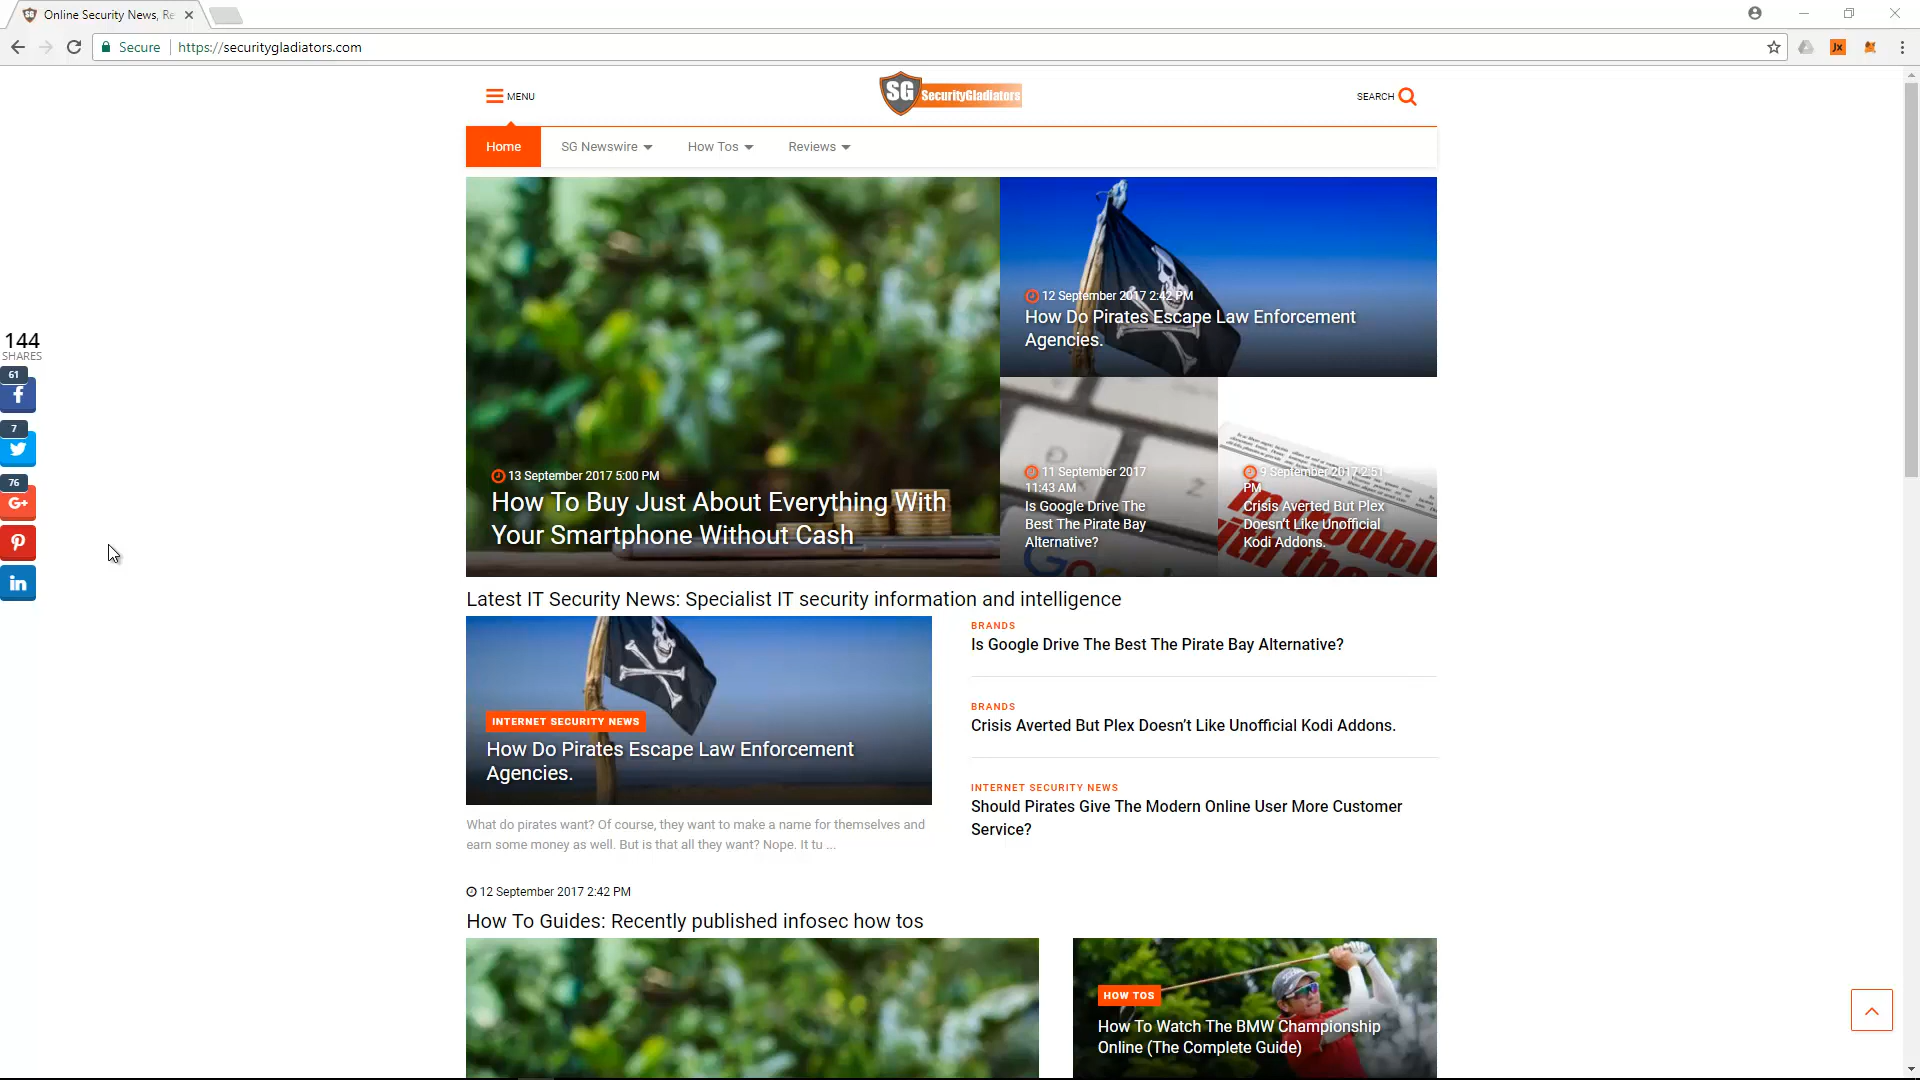 Online Security News, Re
Secure
https://securitygladiators.com
MENU
SG SecurityGladiators
SEARCH
Home
SG Newswire
How Tos
Reviews
144
SHARES
61
7
76
G+
in
13 September 2017 5:00 PM
How To Buy Just About Everything With
Your Smartphone Without Cash
12 September 2017 2:42 PM
How Do Pirates Escape Law Enforcement
Agencies.
11 September 2017
11:43 AM
Is Google Drive The
Best The Pirate Bay
Alternative?
9 September 2017 2:51
PM
Crisis Averted But Plex
Doesn't Like Unofficial
Kodi Addons.
Latest IT Security News: Specialist IT security information and intelligence
INTERNET SECURITY NEWS
How Do Pirates Escape Law Enforcement
Agencies.
What do pirates want? Of course, they want to make a name for themselves and
earn some money as well. But is that all they want? Nope. It tu ...
12 September 2017 2:42 PM
BRANDS
Is Google Drive The Best The Pirate Bay Alternative?
BRANDS
Crisis Averted But Plex Doesn't Like Unofficial Kodi Addons.
INTERNET SECURITY NEWS
Should Pirates Give The Modern Online User More Customer
Service?
How To Guides: Recently published infosec how tos
HOW TOS
How To Watch The BMW Championship
Online (The Complete Guide)